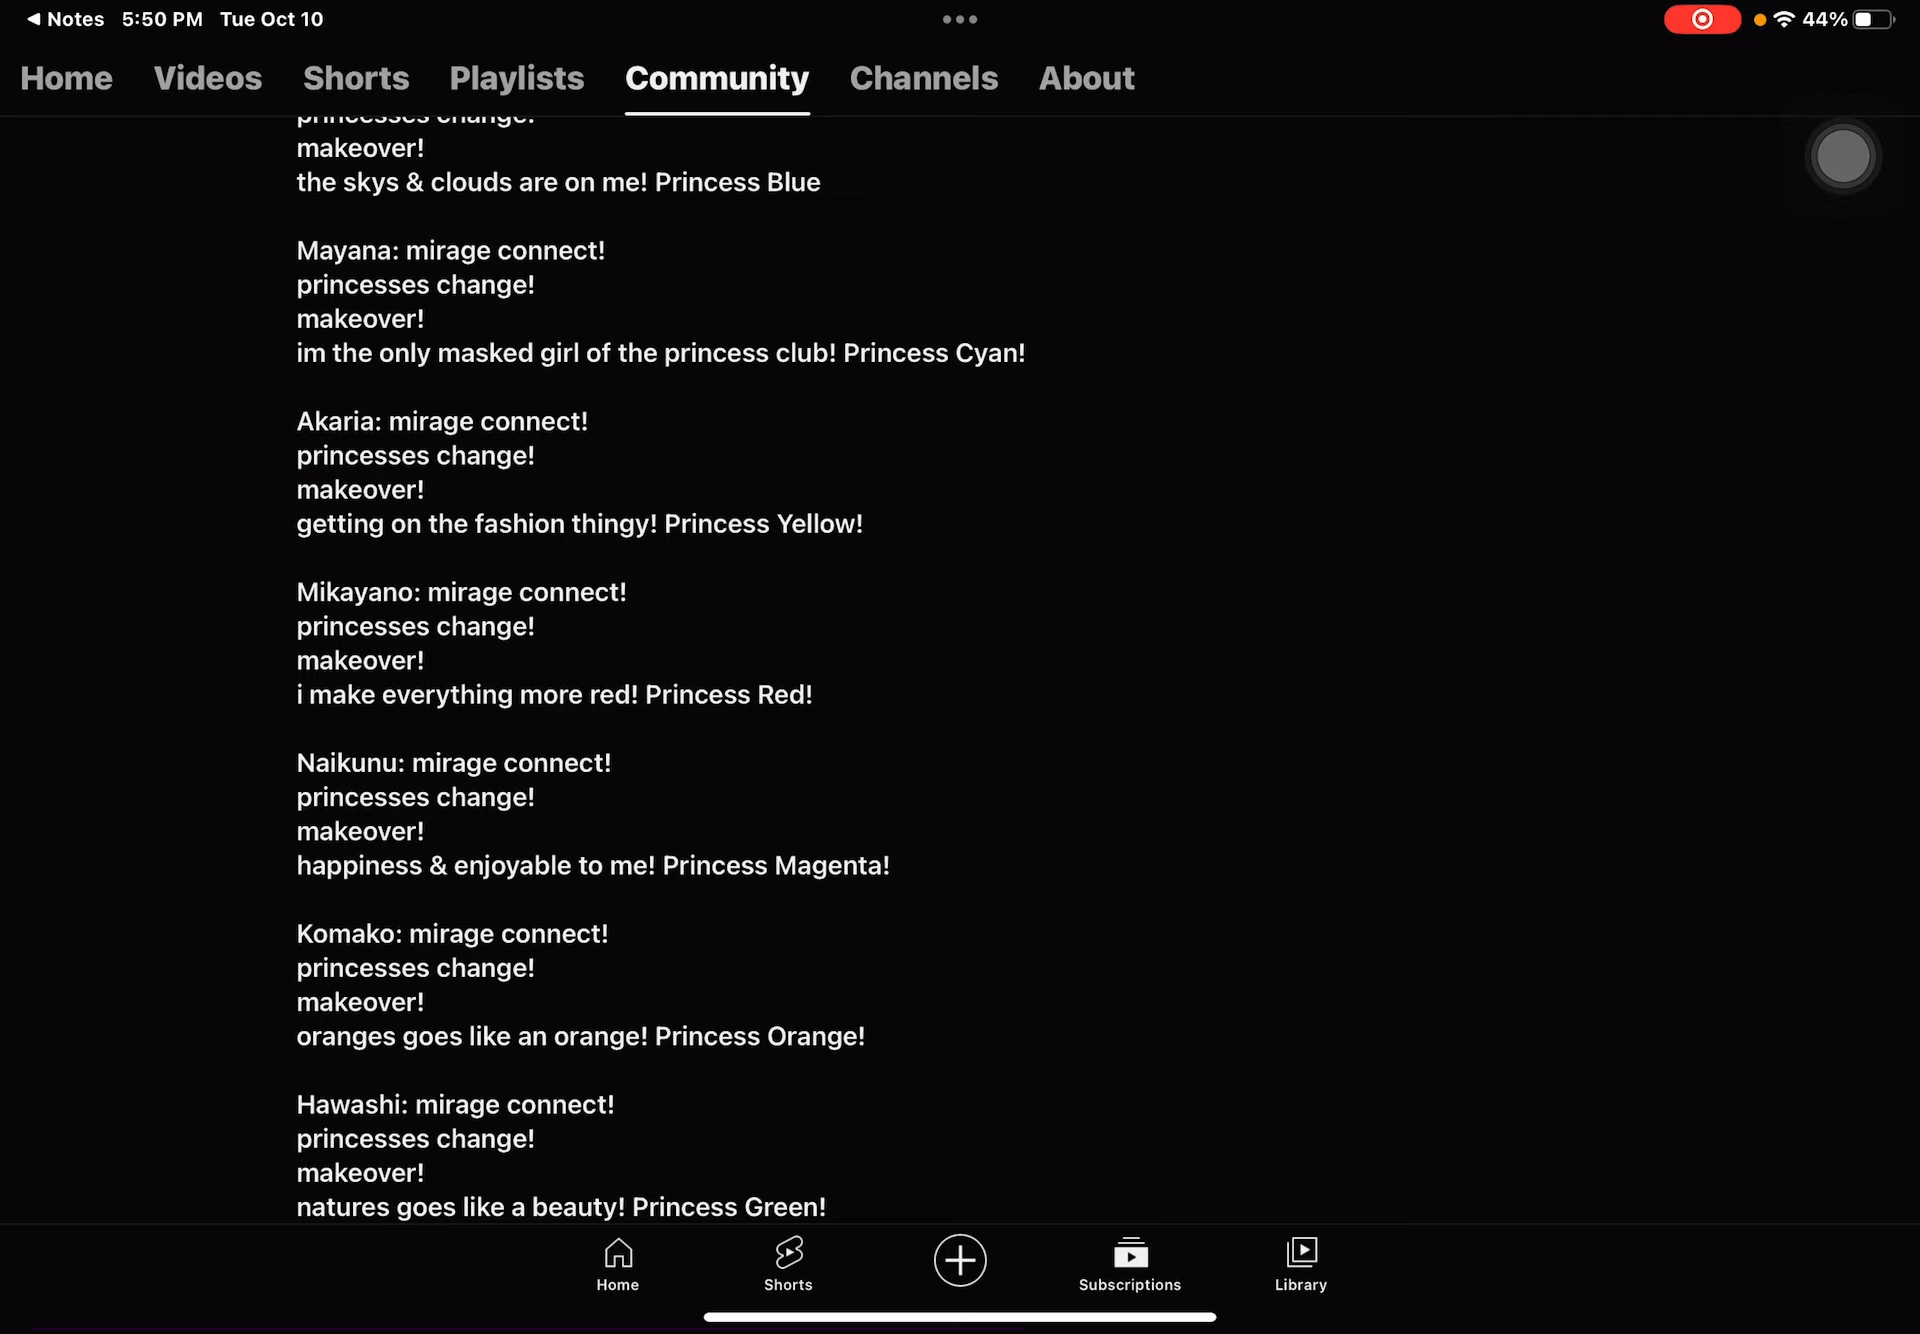 Notes 5:50 PM Tue Oct 10
44%
Home Videos Shorts Playlists Community Channels About
princesses change!
makeover!
the skys & clouds are on me! Princess Blue
Mayana: mirage connect!
princesses change!
makeover!
im the only masked girl of the princess club! Princess Cyan!
Akaria: mirage connect!
princesses change!
makeover!
getting on the fashion thingy! Princess Yellow!
Mikayano: mirage connect!
princesses change!
makeover!
i make everything more red! Princess Red!
Naikunu: mirage connect!
princesses change!
makeover!
happiness & enjoyable to me! Princess Magenta!
Komako: mirage connect!
princesses change!
makeover!
oranges goes like an orange! Princess Orange!
Hawashi: mirage connect!
princesses change!
makeover!
natures goes like a beauty! Princess Green!
Home Shorts Subscriptions Library